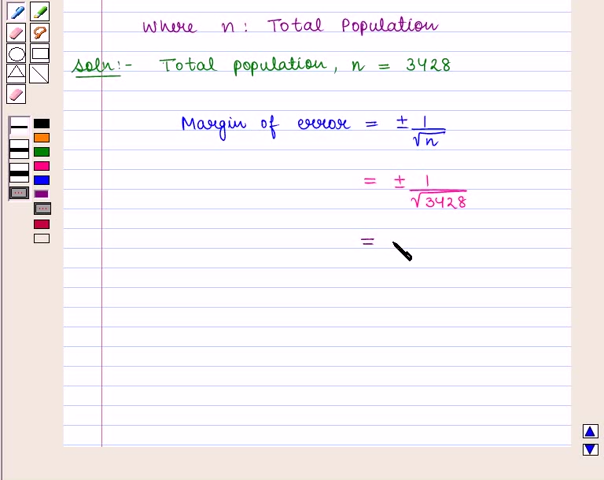 where n: Total Population
Soln:- Total population, n = 3428
Margin of error = ± 1/√n
= ± 1/√3428
=